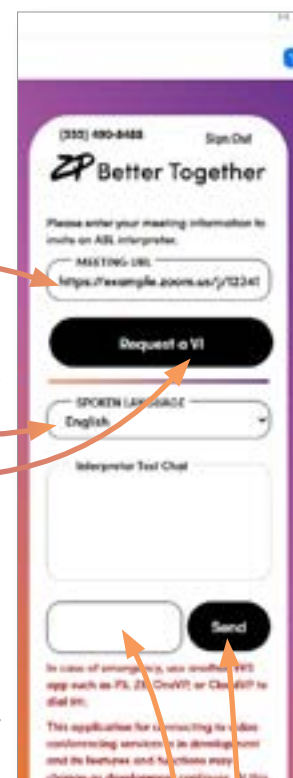 (555) 490-8488 Sign Out
ZP Better Together
Please enter your meeting information to
invite an ASL interpreter.
MEETING URL
https://example.zoom.us/j/12341
Request a VI
SPOKEN LANGUAGE
English
Interpreter Text Chat
Send
In case of emergency, use another VRS
app such as
dial 911.
This application for connecting to video
conferencing services is in development
and its features and functions may